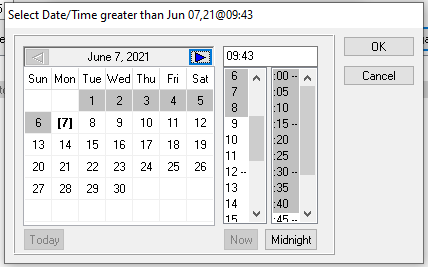 Select Date/Time greater than Jun 07,21@09:43
June 7, 2021
09:43
OK
Cancel
Sun Mon Tue Wed Thu Fri Sat
1 2 3 4 5
6 [7] 8 9 10 11 12
13 14 15 16 17 18 19
20 21 22 23 24 25 26
27 28 29 30
6
7
8
9
10
11
12 --
13
14
15
:00 --
:05
:10
:15 --
:20
:25
:30 --
:35
:40
:45 --
Today
Now
Midnight